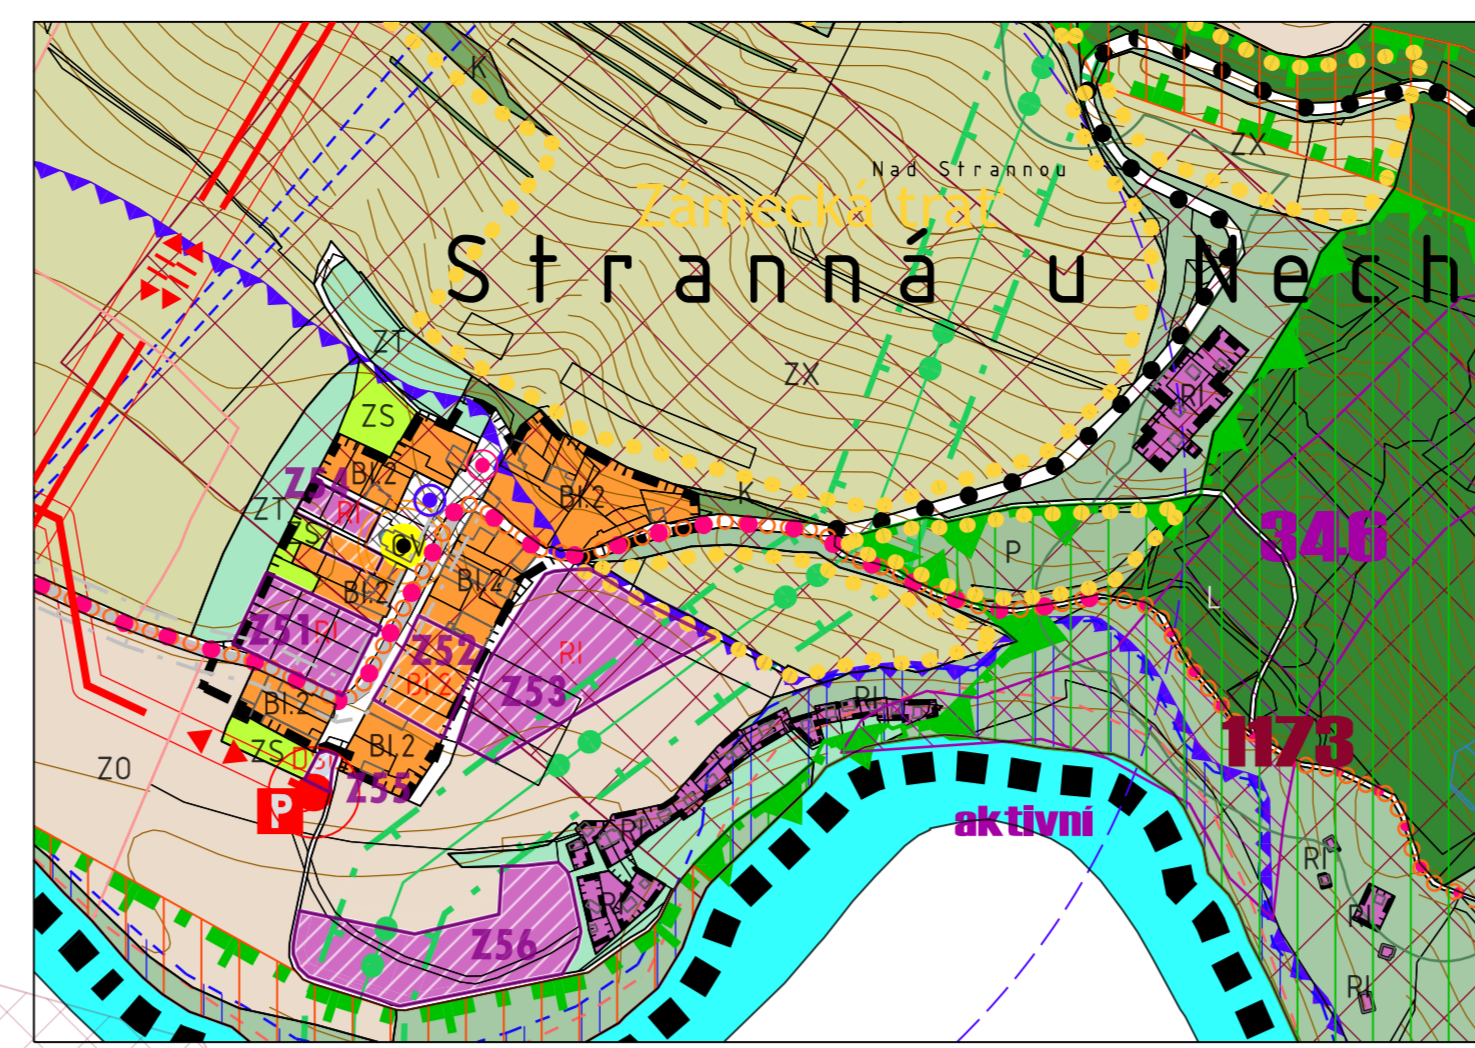 K
ZX
Nad Strannou
Zámecká trať
Stranná u Nech
ZT
ZX
RI
ZS
BI.2
Z54
RI
ZT
ZS
BI.2
K
346
V
P
BI.2
BI.2
L
Z51
RI
Z52
RI
BI.2
Z53
BI.2
RI
1173
ZS
BI.2
ZO
Z55
P
aktivní
RI
RI
Z56
RI
RI